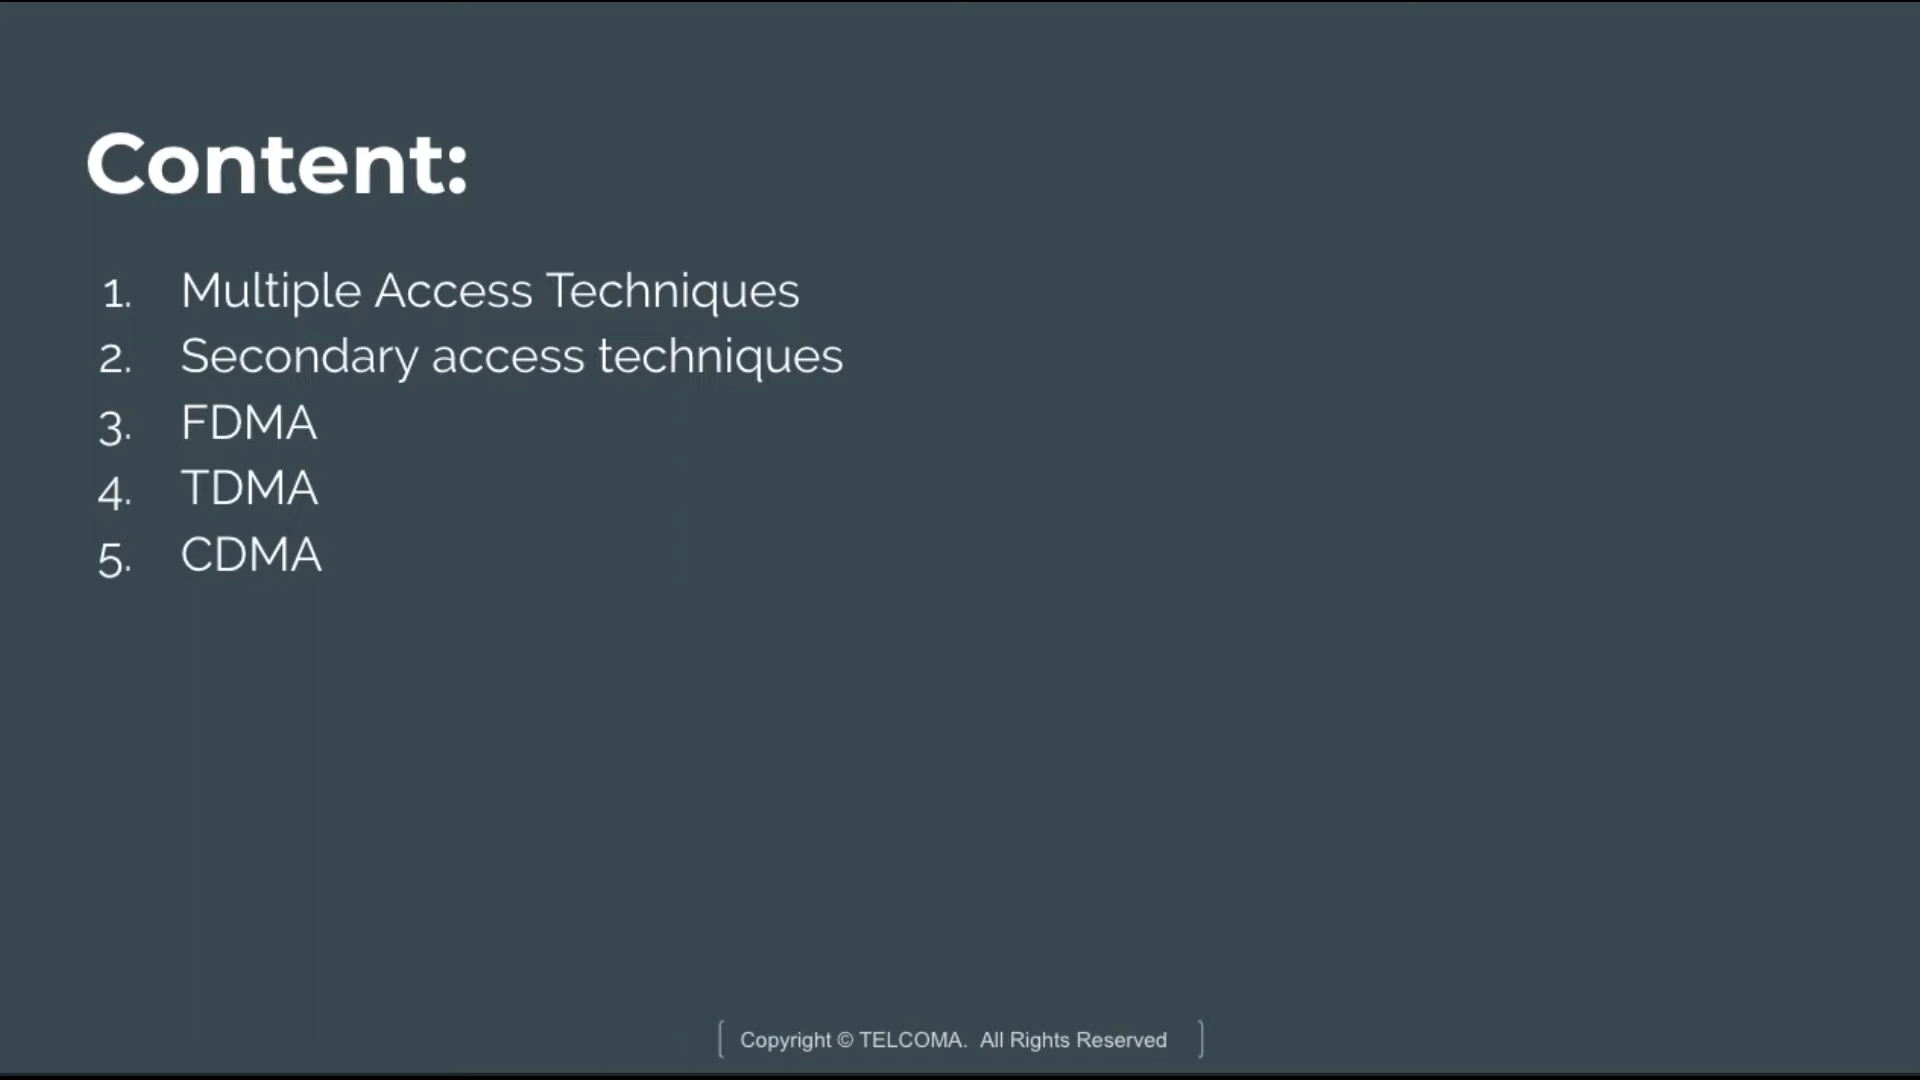 Content:
1. Multiple Access Techniques
2. Secondary access techniques
3. FDMA
4. TDMA
5. CDMA
Copyright © TELCOMA. All Rights Reserved